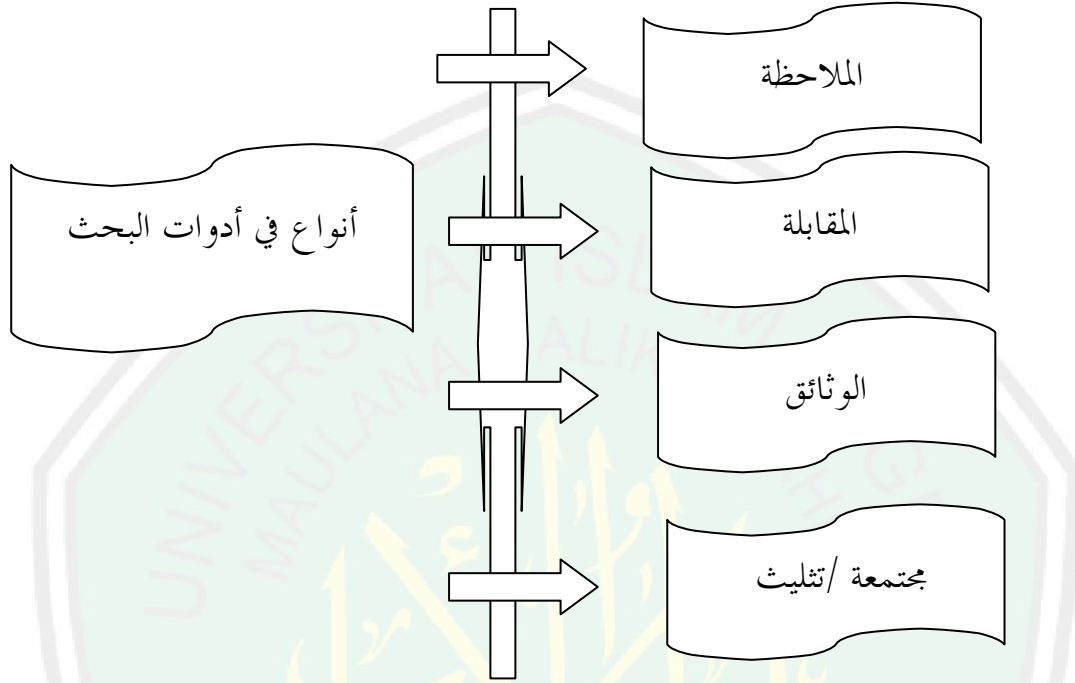 أنواع في أدوات البحث
الملاحظة
المقابلة
الوثائق
مجتمعة /تثليث